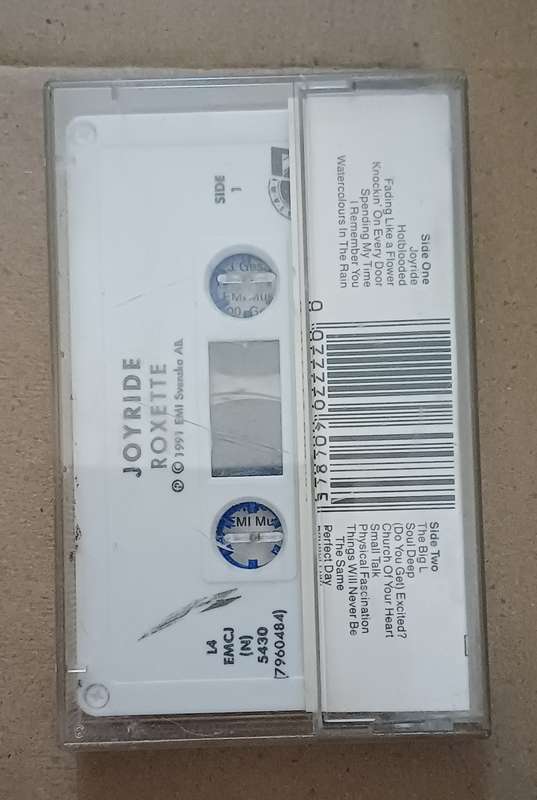 Side One
Joyride
Hotblooded
Fading Like a Flower
Knockin' On Every Door
Spending My Time
I Remember You
Watercolours In The Rain
Side Two
The Big L
Soul Deep
(Do You Get) Excited?
Church Of Your Heart
Small Talk
Physical Fascination
Things Will Never Be
The Same
Perfect Day
SIDE
1
EMI Mus
MI Mu
JOYRIDE
ROXETTE
℗ © 1991 EMI Svenska AB.
L4
EMCJ
(N)
5430
(7960484)